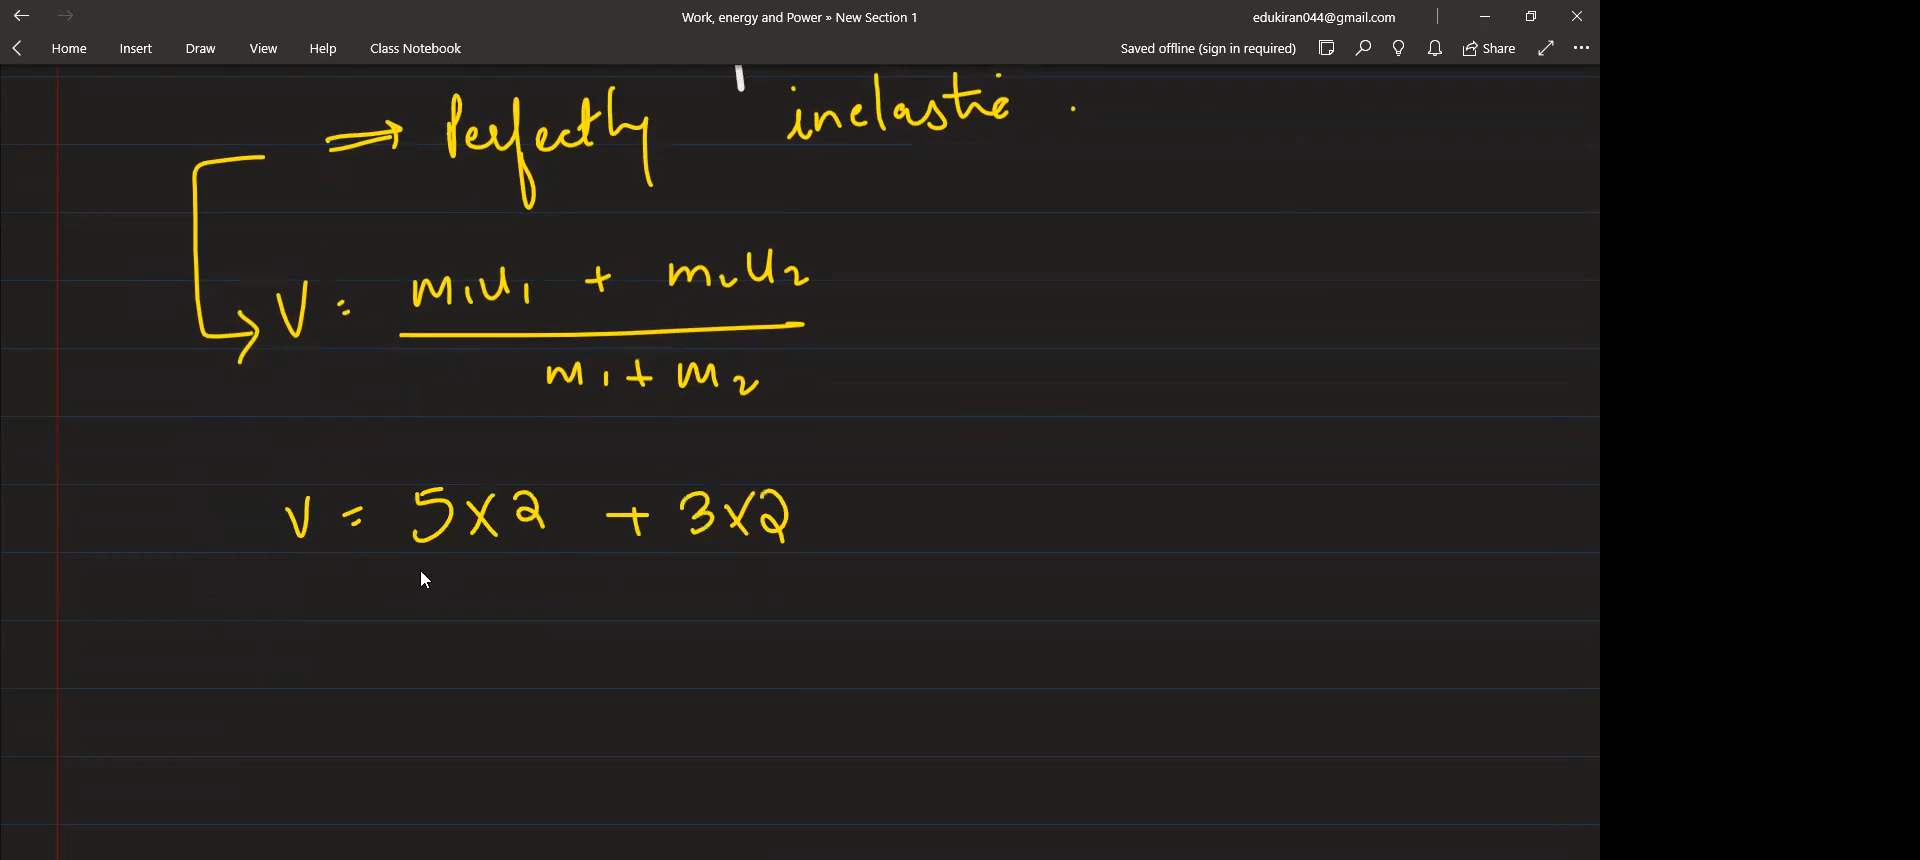 Work, energy and Power » New Section 1
edukiran044@gmail.com
Home Insert Draw View Help Class Notebook
Saved offline (sign in required) Share
⇒ Perfectly inelastic .
V = m₁u₁ + m₂u₂
m₁ + m₂
V = 5×2 + 3×2